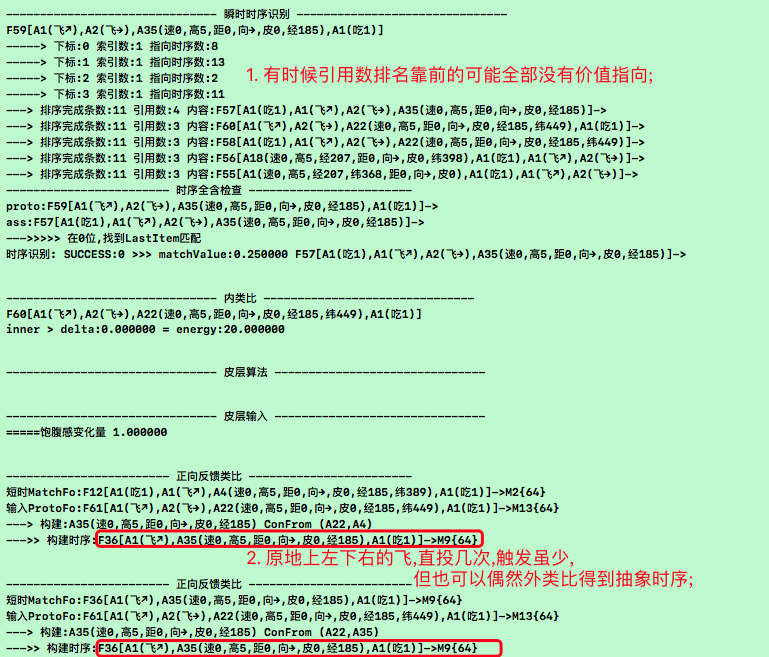 ------------------------------- 瞬时时序识别 -------------------------------
F59[A1(飞↗),A2(飞→),A35(速0,高5,距0,向→,皮0,经185),A1(吃1)]
-----> 下标:0 索引数:1 指向时序数:8
-----> 下标:1 索引数:1 指向时序数:13
-----> 下标:2 索引数:1 指向时序数:2
-----> 下标:3 索引数:1 指向时序数:11
1. 有时候引用数排名靠前的可能全部没有价值指向;
---> 排序完成条数:11 引用数:4 内容:F57[A1(吃1),A1(飞↗),A2(飞→),A35(速0,高5,距0,向→,皮0,经185)]->
---> 排序完成条数:11 引用数:3 内容:F60[A1(飞↗),A2(飞→),A22(速0,高5,距0,向→,皮0,经185,纬449),A1(吃1)]->
---> 排序完成条数:11 引用数:3 内容:F58[A1(吃1),A1(飞↗),A2(飞→),A22(速0,高5,距0,向→,皮0,经185,纬449)]->
---> 排序完成条数:11 引用数:3 内容:F56[A18(速0,高5,经207,距0,向→,皮0,纬398),A1(吃1),A1(飞↗),A2(飞→)]->
---> 排序完成条数:11 引用数:3 内容:F55[A1(速0,高5,经207,纬368,距0,向→,皮0),A1(吃1),A1(飞↗),A2(飞→)]->
------------------------ 时序全含检查 ------------------------
proto:F59[A1(飞↗),A2(飞→),A35(速0,高5,距0,向→,皮0,经185),A1(吃1)]->
ass:F57[A1(吃1),A1(飞↗),A2(飞→),A35(速0,高5,距0,向→,皮0,经185)]->
--->>>>> 在0位,找到LastItem匹配
时序识别: SUCCESS:0 >>> matchValue:0.250000 F57[A1(吃1),A1(飞↗),A2(飞→),A35(速0,高5,距0,向→,皮0,经185)]->
------------------------------- 内类比 -------------------------------
F60[A1(飞↗),A2(飞→),A22(速0,高5,距0,向→,皮0,经185,纬449),A1(吃1)]
inner > delta:0.000000 = energy:20.000000
------------------------------- 皮层算法 -------------------------------
------------------------------- 皮层输入 -------------------------------
=====饱腹感变化量 1.000000
------------------------ 正向反馈类比 ------------------------
短时MatchFo:F12[A1(吃1),A1(飞↗),A4(速0,高5,距0,向→,皮0,经185,纬389),A1(吃1)]->M2{64}
输入ProtoFo:F61[A1(飞↗),A2(飞→),A22(速0,高5,距0,向→,皮0,经185,纬449),A1(吃1)]->M13{64}
---> 构建:A35(速0,高5,距0,向→,皮0,经185) ConFrom (A22,A4)
--->> 构建时序:F36[A1(飞↗),A35(速0,高5,距0,向→,皮0,经185),A1(吃1)]->M9{64}
2. 原地上左下右的飞,直投几次,触发虽少,
但也可以偶然外类比得到抽象时序;
------------------------ 正向反馈类比 ------------------------
短时MatchFo:F36[A1(飞↗),A35(速0,高5,距0,向→,皮0,经185),A1(吃1)]->M9{64}
输入ProtoFo:F61[A1(飞↗),A2(飞→),A22(速0,高5,距0,向→,皮0,经185,纬449),A1(吃1)]->M13{64}
---> 构建:A35(速0,高5,距0,向→,皮0,经185) ConFrom (A22,A35)
--->> 构建时序:F36[A1(飞↗),A35(速0,高5,距0,向→,皮0,经185),A1(吃1)]->M9{64}